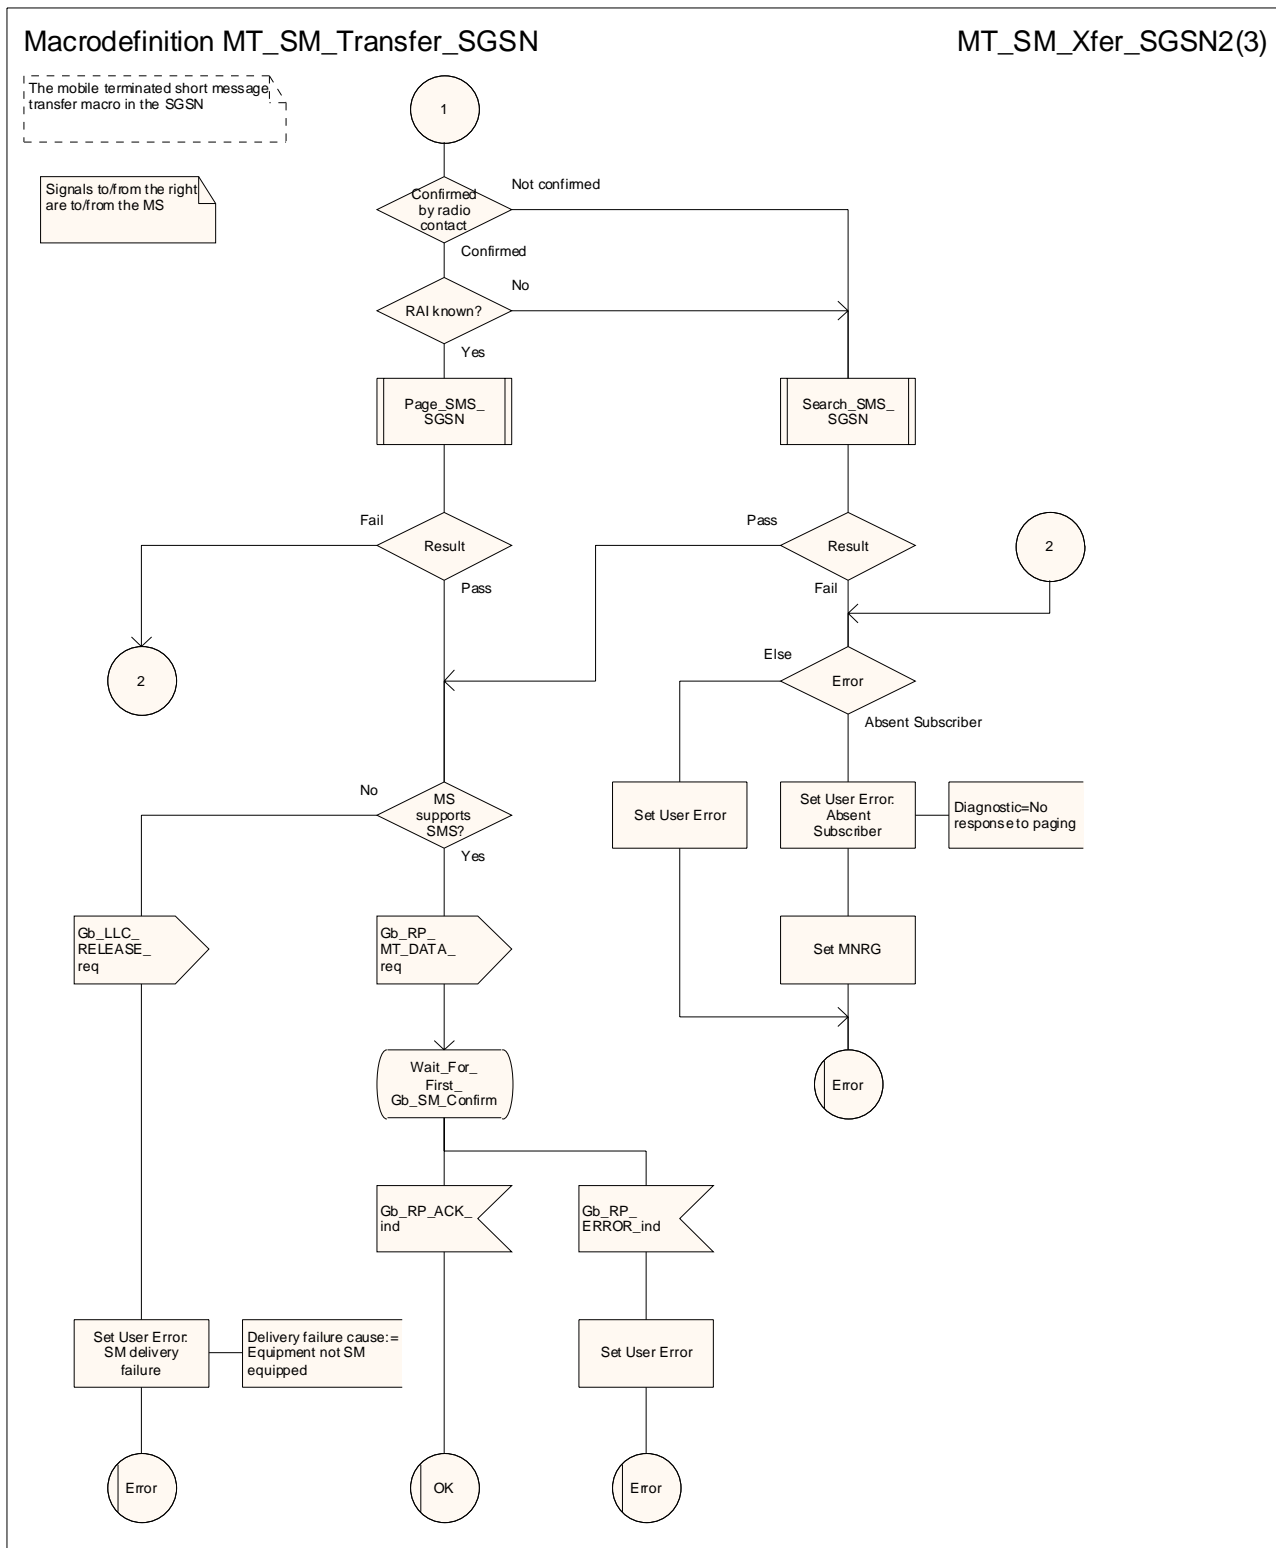 Macrodefinition MT_SM_Transfer_SGSN
MT_SM_Xfer_SGSN2(3)
The mobile terminated short message
transfer macro in the SGSN
1
Signals to/from the right
are to/from the MS
Confirmed
by radio
contact
Not confirmed
Confirmed
RAI known?
No
Yes
Page_SMS_
SGSN
Search_SMS_
SGSN
Fail
Result
Pass
Pass
Result
Fail
2
2
Else
Error
Absent Subscriber
No
MS
supports
SMS?
Yes
Set User Error
Set User Error:
Absent
Subscriber
Diagnostic=No
response to paging
Gb_LLC_
RELEASE_
req
Gb_RP_
MT_DATA_
req
Set MNRG
Wait_For_
First_
Gb_SM_Confirm
Error
Gb_RP_ACK_
ind
Gb_RP_
ERROR_ind
Set User Error:
SM delivery
failure
Delivery failure cause:=
Equipment not SM
equipped
Set User Error
Error
OK
Error